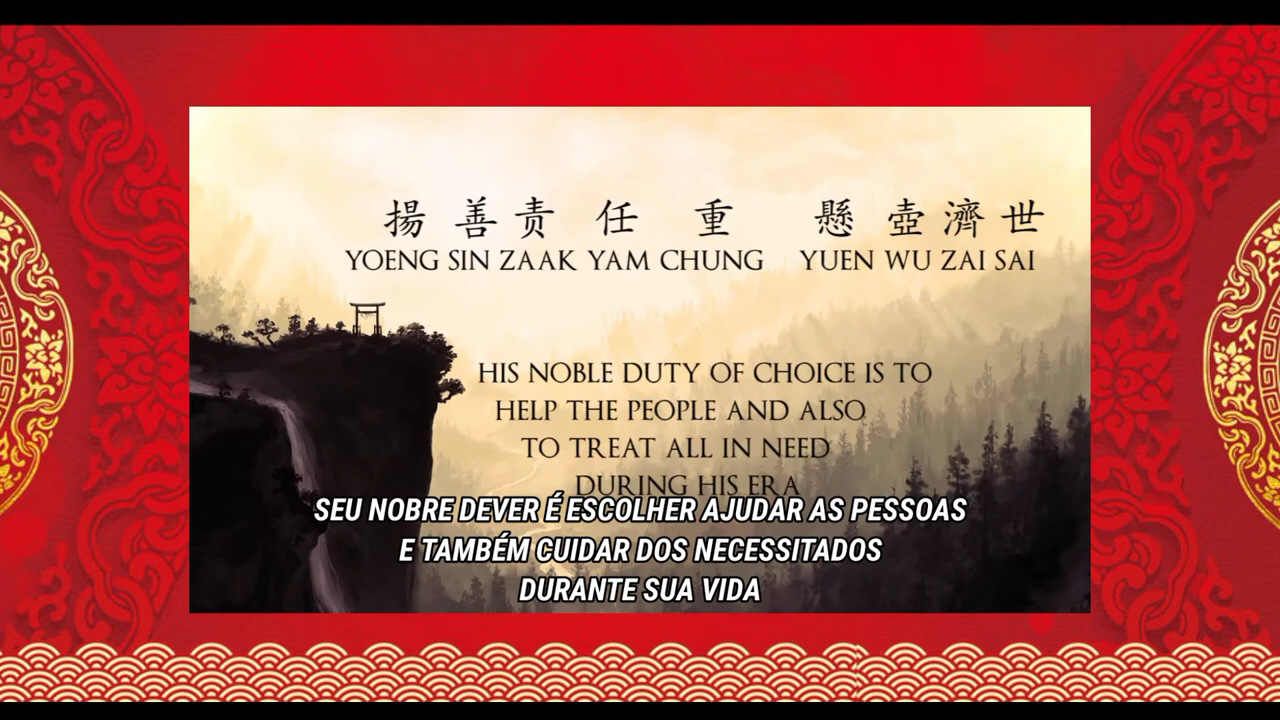 揚善责任重 懸壺濟世
YOENG SIN ZAAK YAM CHUNG YUEN WU ZAI SAI
HIS NOBLE DUTY OF CHOICE IS TO
HELP THE PEOPLE AND ALSO
TO TREAT ALL IN NEED
DURING HIS ERA
SEU NOBRE DEVER É ESCOLHER AJUDAR AS PESSOAS
E TAMBÉM CUIDAR DOS NECESSITADOS
DURANTE SUA VIDA